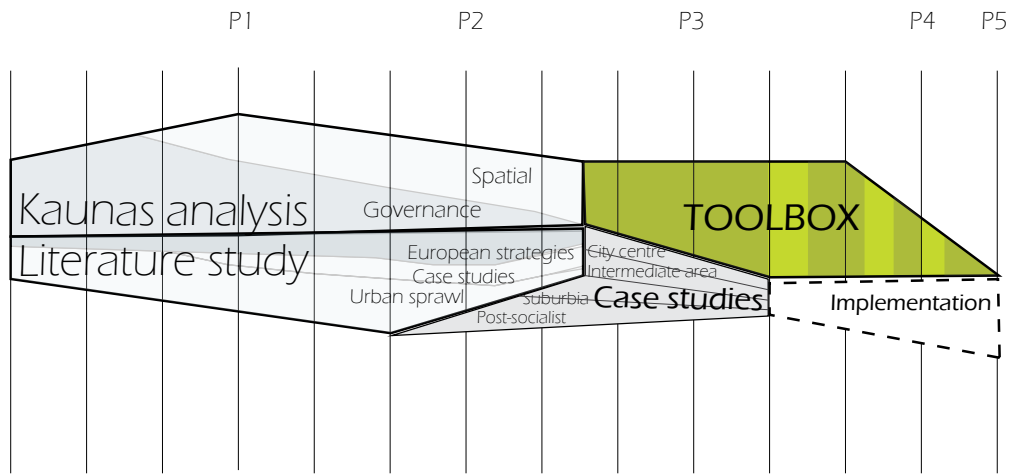 P1
P2
P3
P4
P5
Spatial
Kaunas analysis
Governance
TOOLBOX
Literature study
European strategies
Case studies
Urban sprawl
City centre
Intermediate area
Suburbia
Case studies
Post-socialist
Implementation